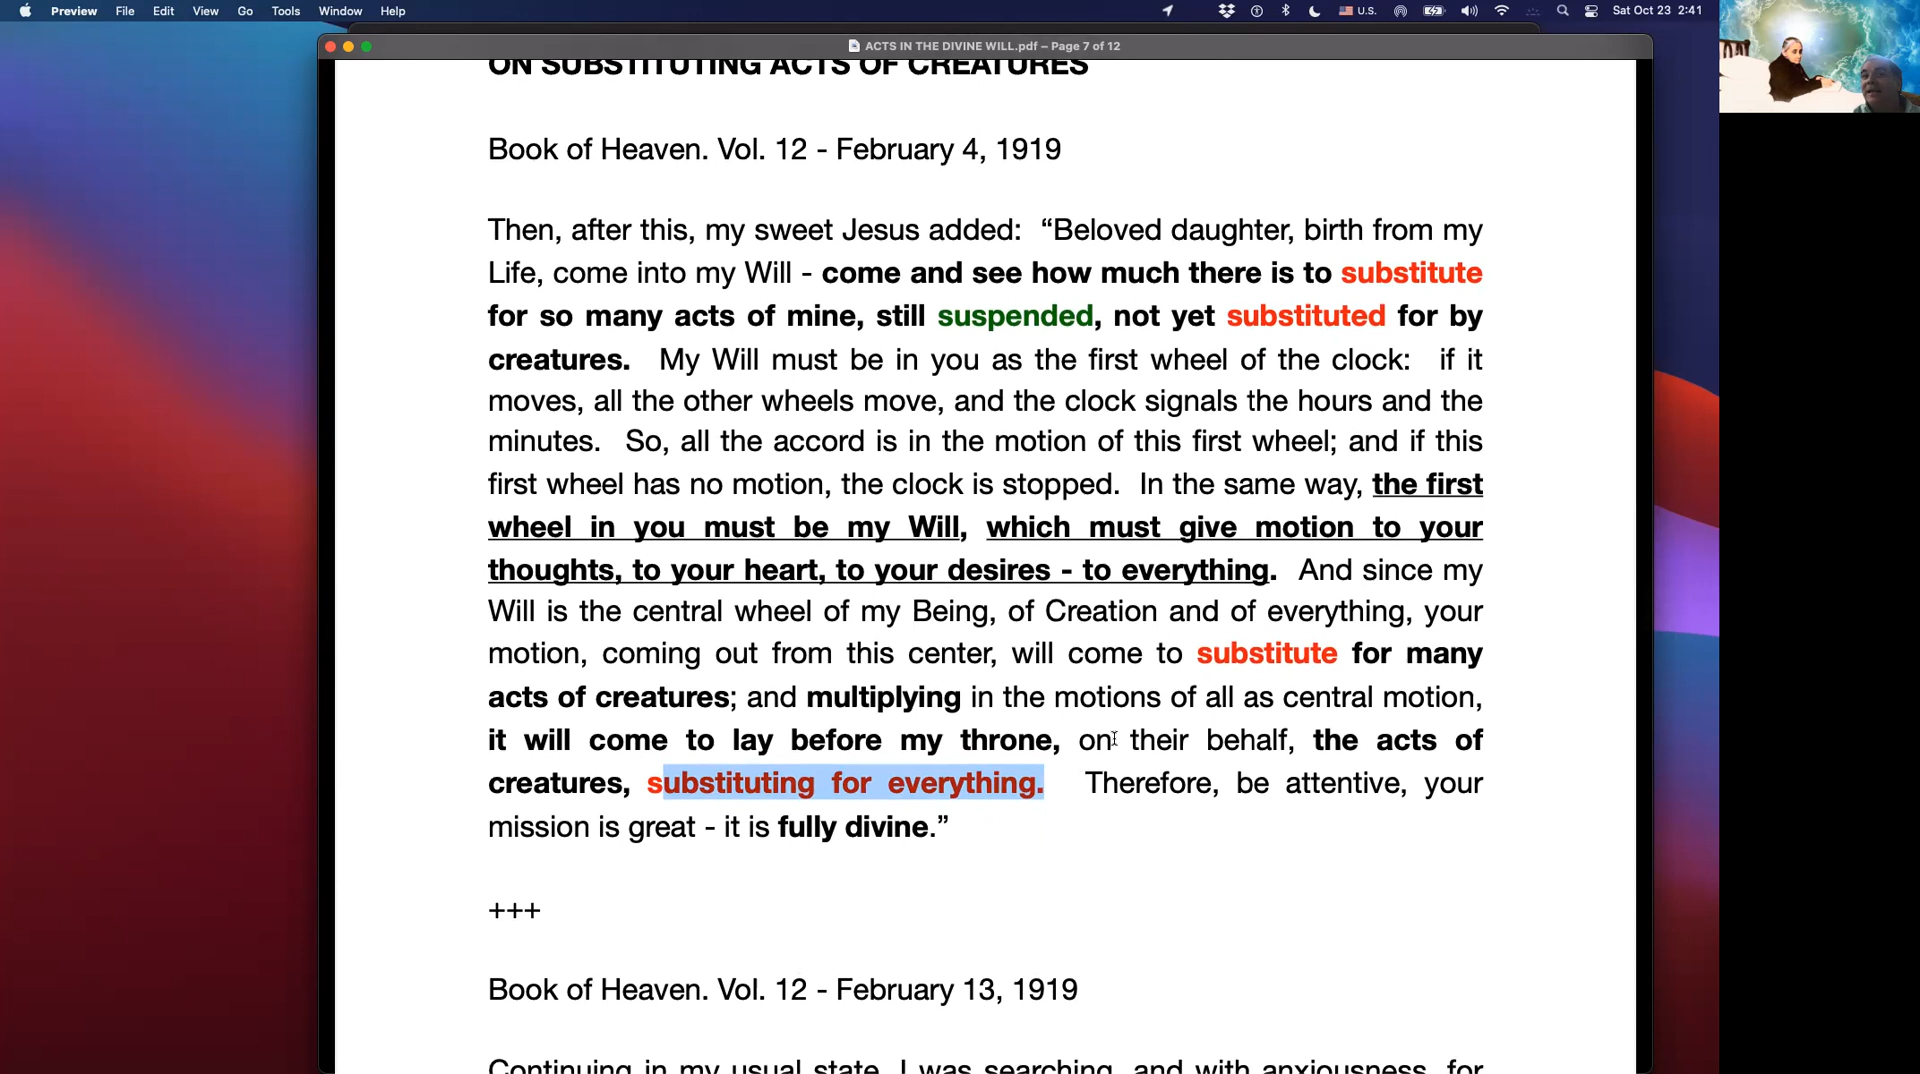 Preview File Edit View Go Tools Window Help U.S. Sat Oct 23 2:41
ACTS IN THE DIVINE WILL.pdf – Page 7 of 12
ON SUBSTITUTING ACTS OF CREATURES
Book of Heaven. Vol. 12 - February 4, 1919
Then, after this, my sweet Jesus added: “Beloved daughter, birth from my
Life, come into my Will - come and see how much there is to substitute
for so many acts of mine, still suspended, not yet substituted for by
creatures. My Will must be in you as the first wheel of the clock: if it
moves, all the other wheels move, and the clock signals the hours and the
minutes. So, all the accord is in the motion of this first wheel; and if this
first wheel has no motion, the clock is stopped. In the same way, the first
wheel in you must be my Will, which must give motion to your
thoughts, to your heart, to your desires - to everything. And since my
Will is the central wheel of my Being, of Creation and of everything, your
motion, coming out from this center, will come to substitute for many
acts of creatures; and multiplying in the motions of all as central motion,
it will come to lay before my throne, on their behalf, the acts of
creatures, substituting for everything. Therefore, be attentive, your
mission is great - it is fully divine.”
+++
Book of Heaven. Vol. 12 - February 13, 1919
Continuing in my usual state, I was searching, and with anxiousness, for